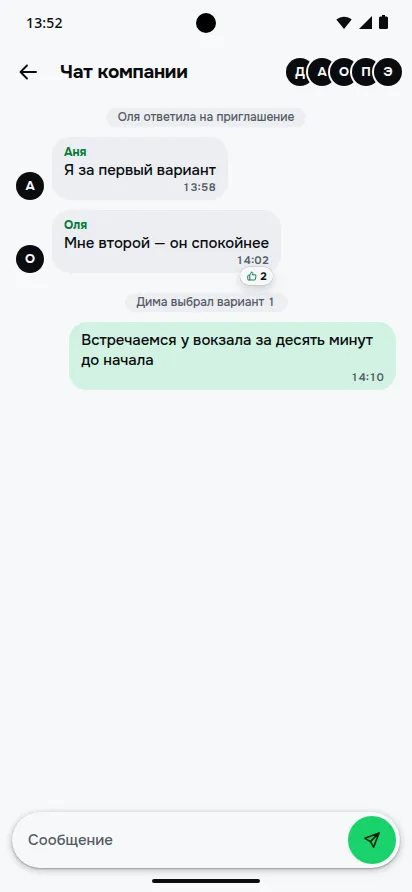 13:52
Чат компании
Д А О П Э
Оля ответила на приглашение
Аня
Я за первый вариант
13:58
А
Оля
Мне второй — он спокойнее
14:02
О
2
Дима выбрал вариант 1
Встречаемся у вокзала за десять минут
до начала
14:10
Сообщение